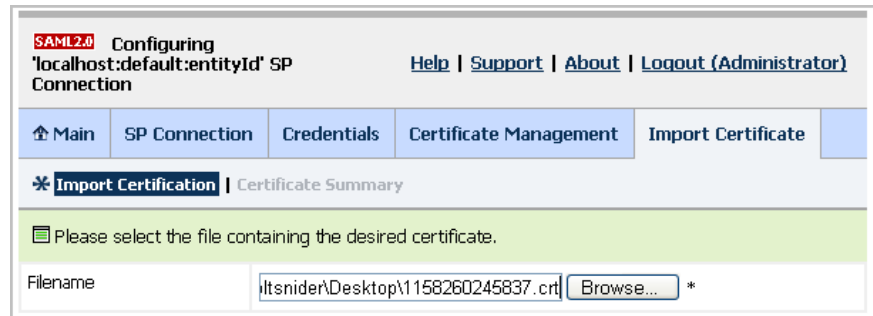 SAML2.0 Configuring
'localhost:default:entityId' SP
Connection
Help | Support | About | Logout (Administrator)
Main SP Connection Credentials Certificate Management Import Certificate
Import Certification | Certificate Summary
Please select the file containing the desired certificate.
Filename ltsnider\Desktop\1158260245837.crt Browse... *